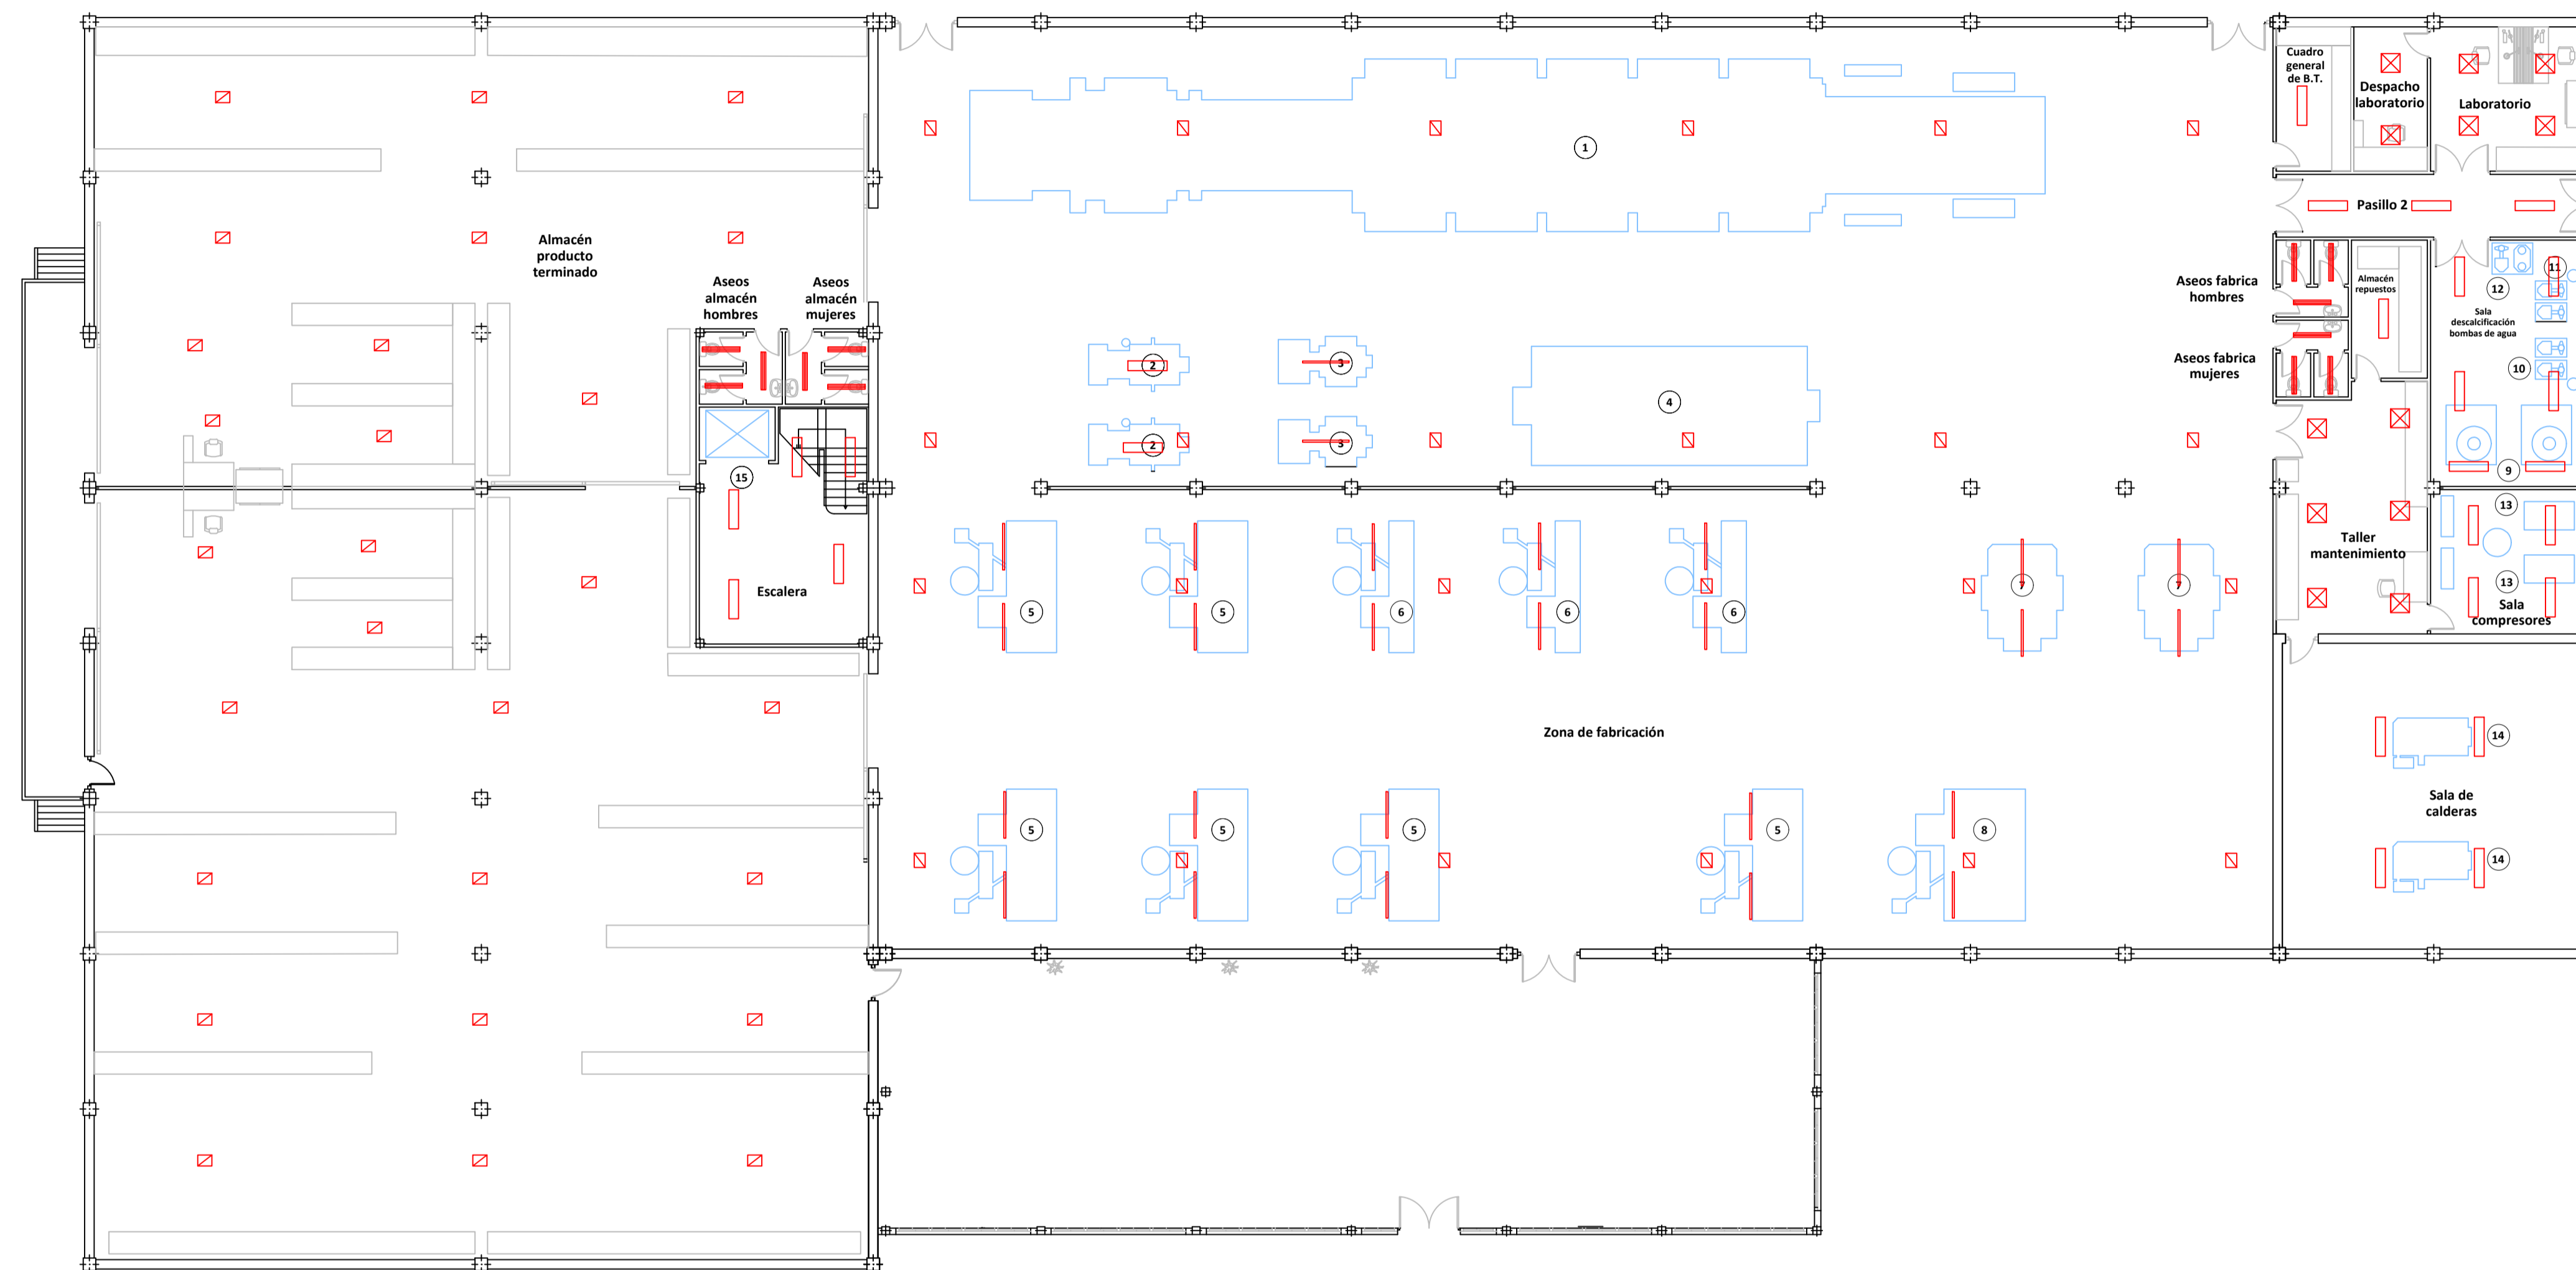 Cuadro
general
de B.T.
Despacho
laboratorio
Laboratorio
1
Pasillo 2
Almacén
producto
terminado
Aseos
almacén
hombres
Aseos
almacén
mujeres
Aseos fabrica
hombres
Almacén
repuestos
11
12
Sala
descalcificación
bombas de agua
2
3
4
Aseos fabrica
mujeres
10
2
3
15
9
13
Taller
mantenimiento
Escalera
5
5
6
6
6
7
7
13
Sala
compresores
Zona de fabricación
14
Sala de
calderas
5
5
5
5
8
14